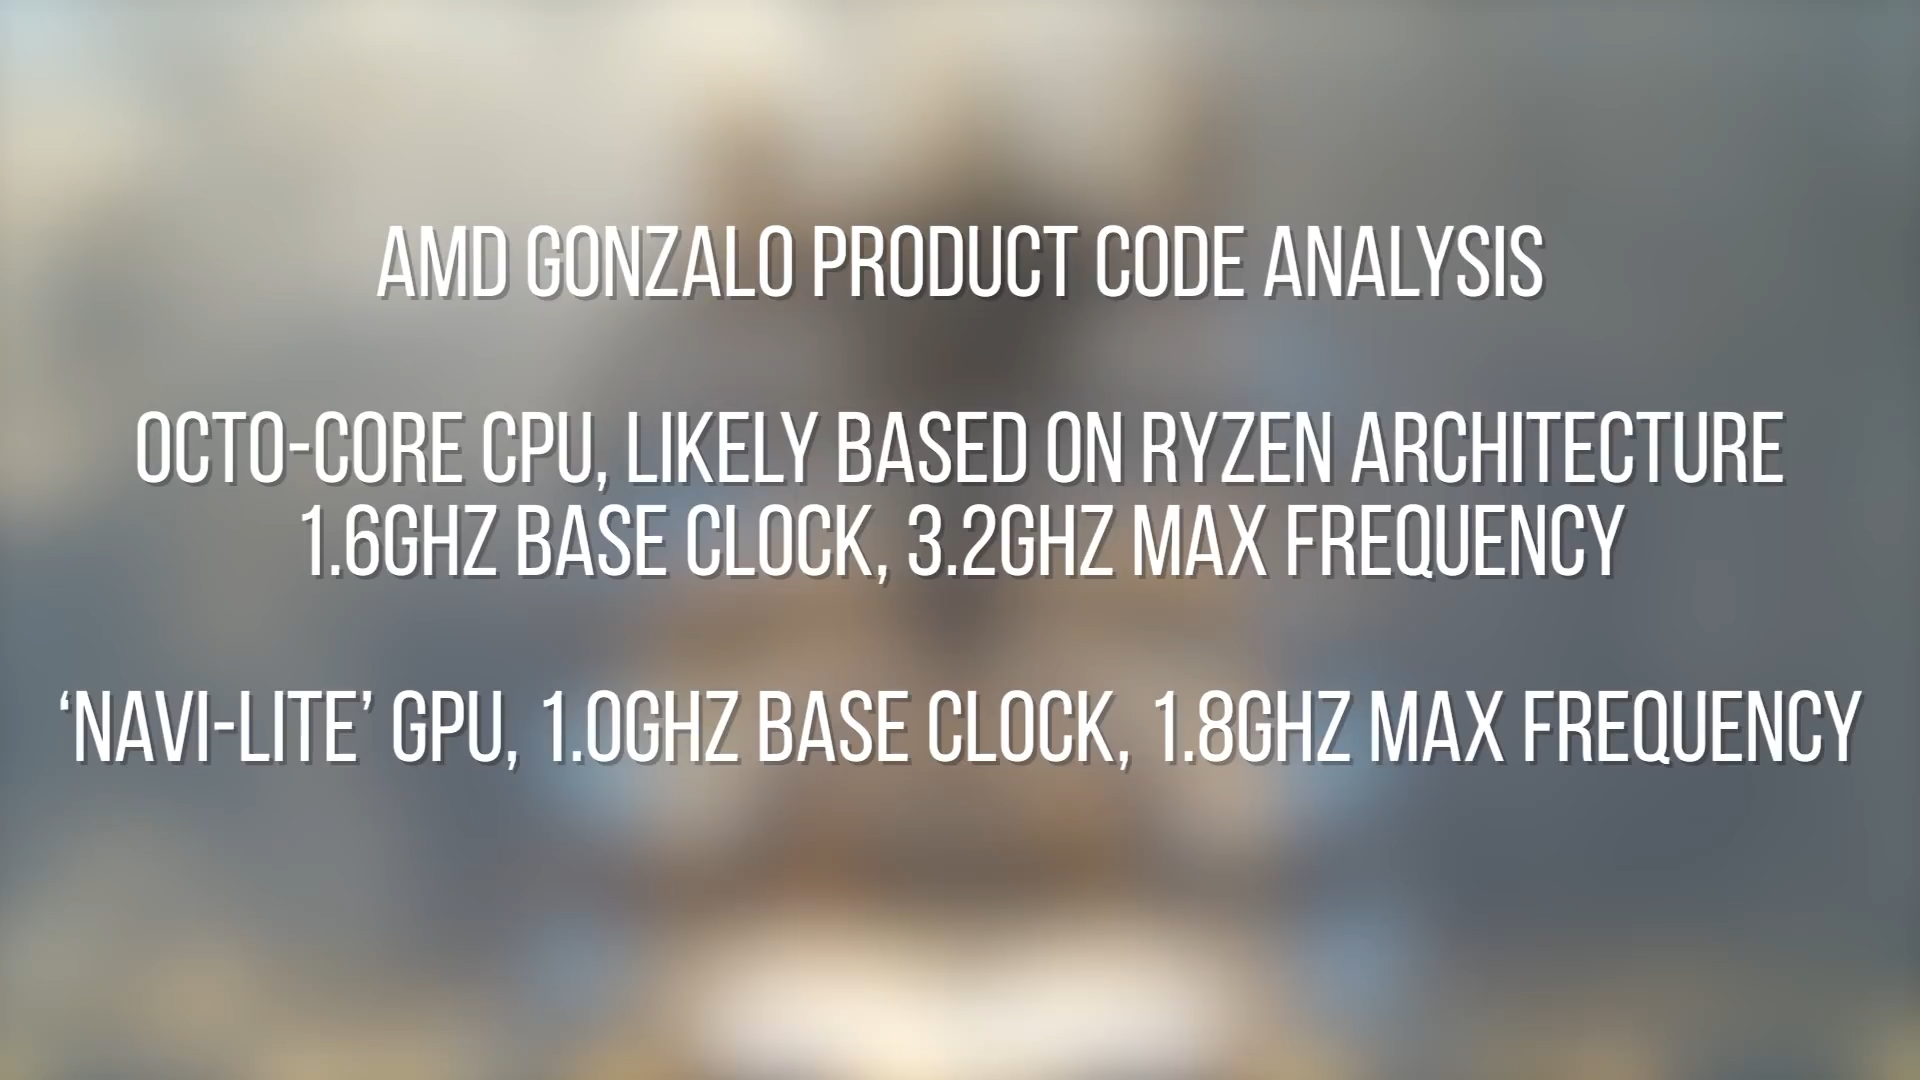 AMD GONZALO PRODUCT CODE ANALYSIS
OCTO-CORE CPU, LIKELY BASED ON RYZEN ARCHITECTURE
1.6GHZ BASE CLOCK, 3.2GHZ MAX FREQUENCY
‘NAVI-LITE’ GPU, 1.0GHZ BASE CLOCK, 1.8GHZ MAX FREQUENCY